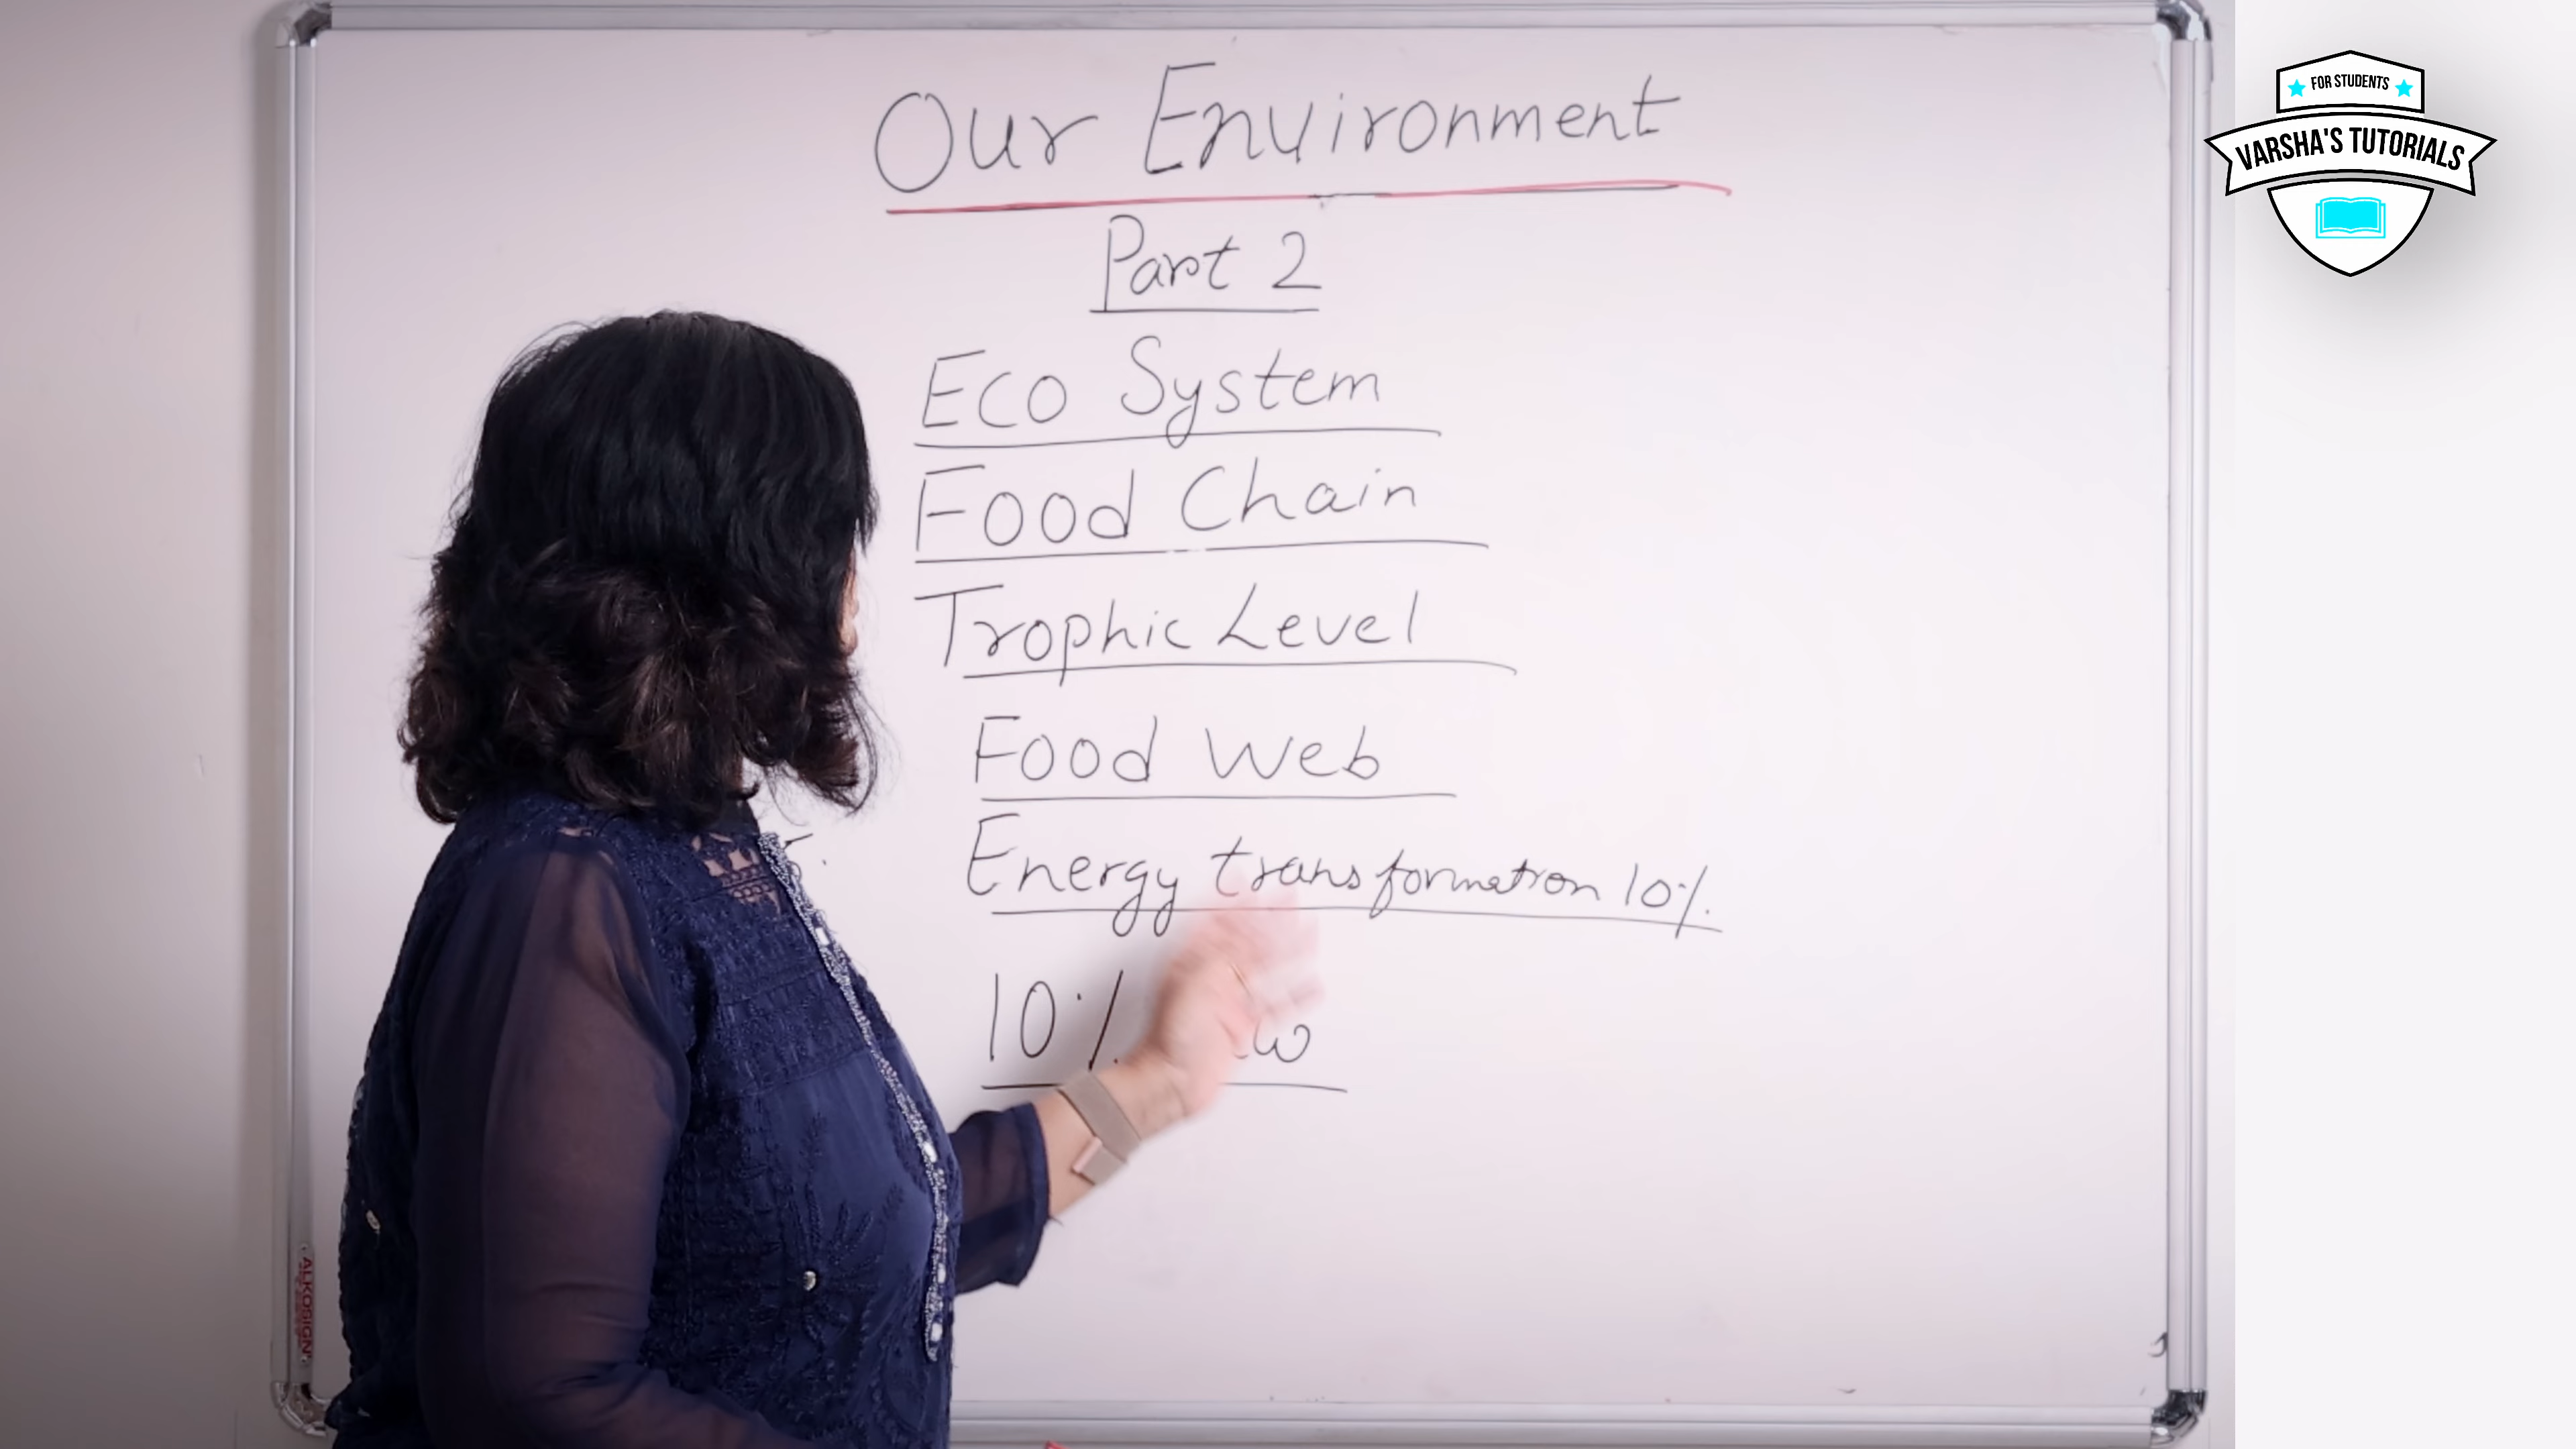 Our Environment
Part 2
Eco System
Food Chain
Trophic Level
Food Web
Energy transformation 10%
10%
FOR STUDENTS
VARSHA'S TUTORIALS
ALKOSIGN